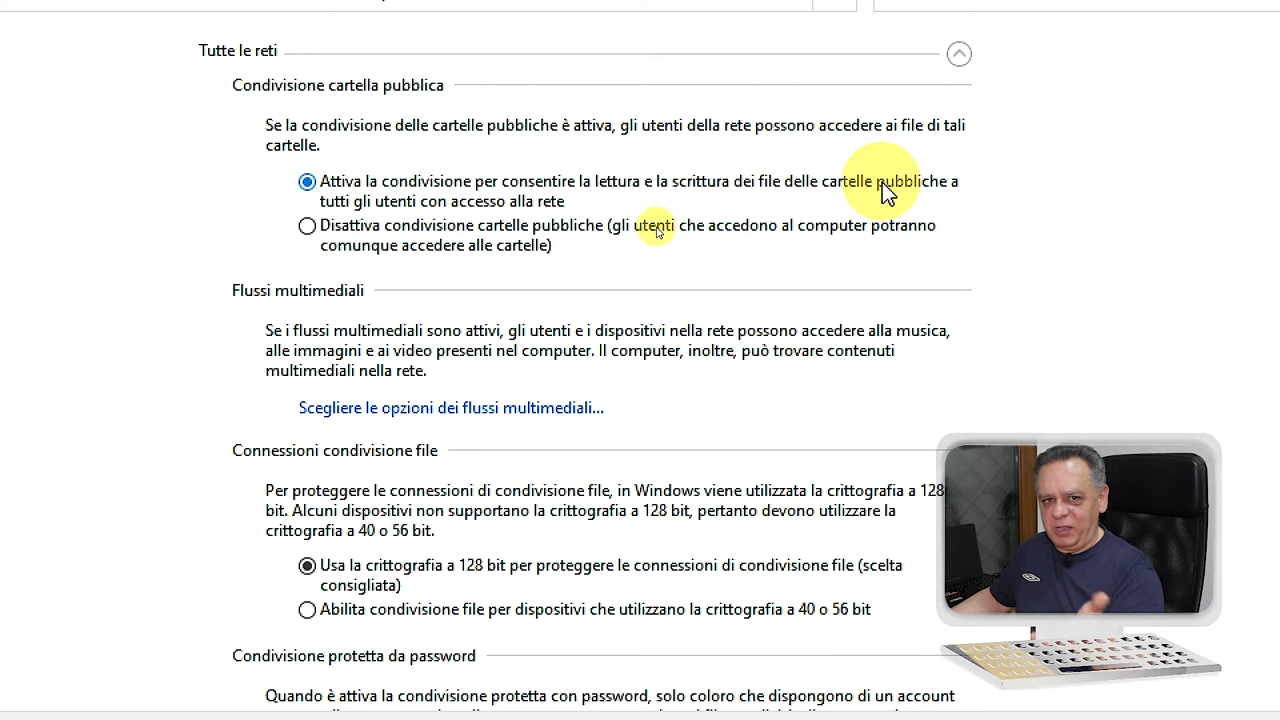 Tutte le reti
Condivisione cartella pubblica
Se la condivisione delle cartelle pubbliche è attiva, gli utenti della rete possono accedere ai file di tali
cartelle.
Attiva la condivisione per consentire la lettura e la scrittura dei file delle cartelle pubbliche a
tutti gli utenti con accesso alla rete
Disattiva condivisione cartelle pubbliche (gli utenti che accedono al computer potranno
comunque accedere alle cartelle)
Flussi multimediali
Se i flussi multimediali sono attivi, gli utenti e i dispositivi nella rete possono accedere alla musica,
alle immagini e ai video presenti nel computer. Il computer, inoltre, può trovare contenuti
multimediali nella rete.
Scegliere le opzioni dei flussi multimediali...
Connessioni condivisione file
Per proteggere le connessioni di condivisione file, in Windows viene utilizzata la crittografia a 128
bit. Alcuni dispositivi non supportano la crittografia a 128 bit, pertanto devono utilizzare la
crittografia a 40 o 56 bit.
Usa la crittografia a 128 bit per proteggere le connessioni di condivisione file (scelta
consigliata)
Abilita condivisione file per dispositivi che utilizzano la crittografia a 40 o 56 bit
Condivisione protetta da password
Quando è attiva la condivisione protetta con password, solo coloro che dispongono di un account